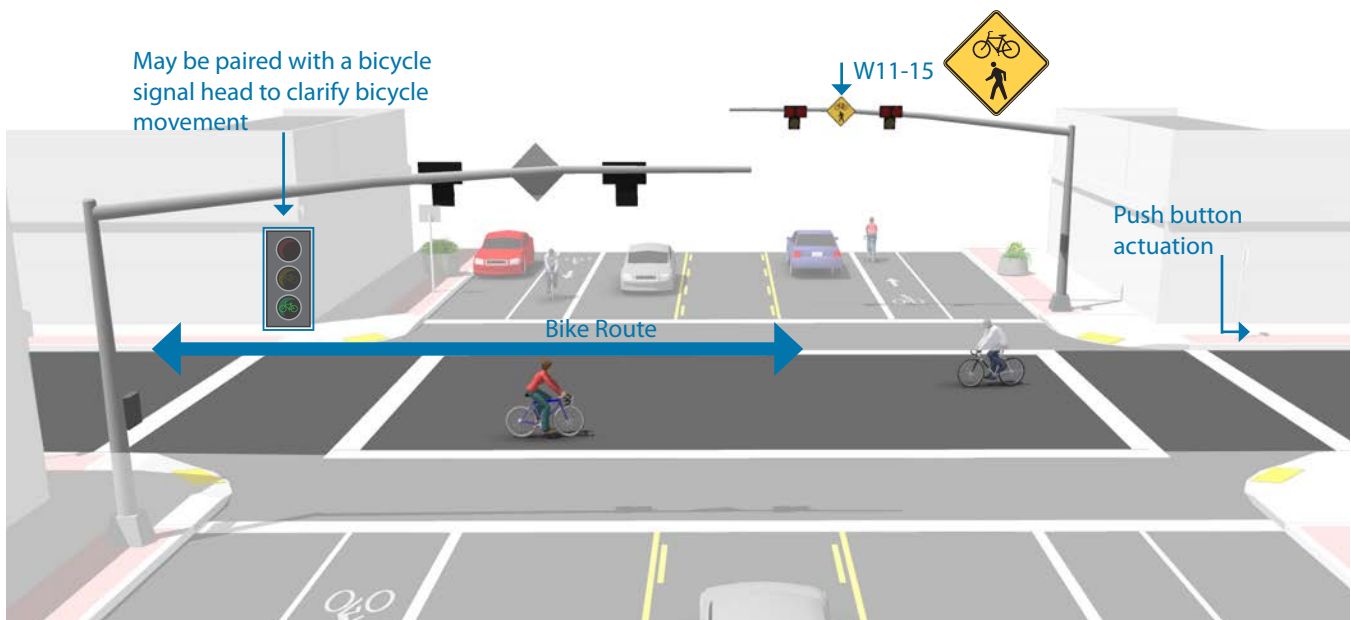 May be paired with a bicycle
signal head to clarify bicycle
movement
W11-15
Push button
actuation
Bike Route